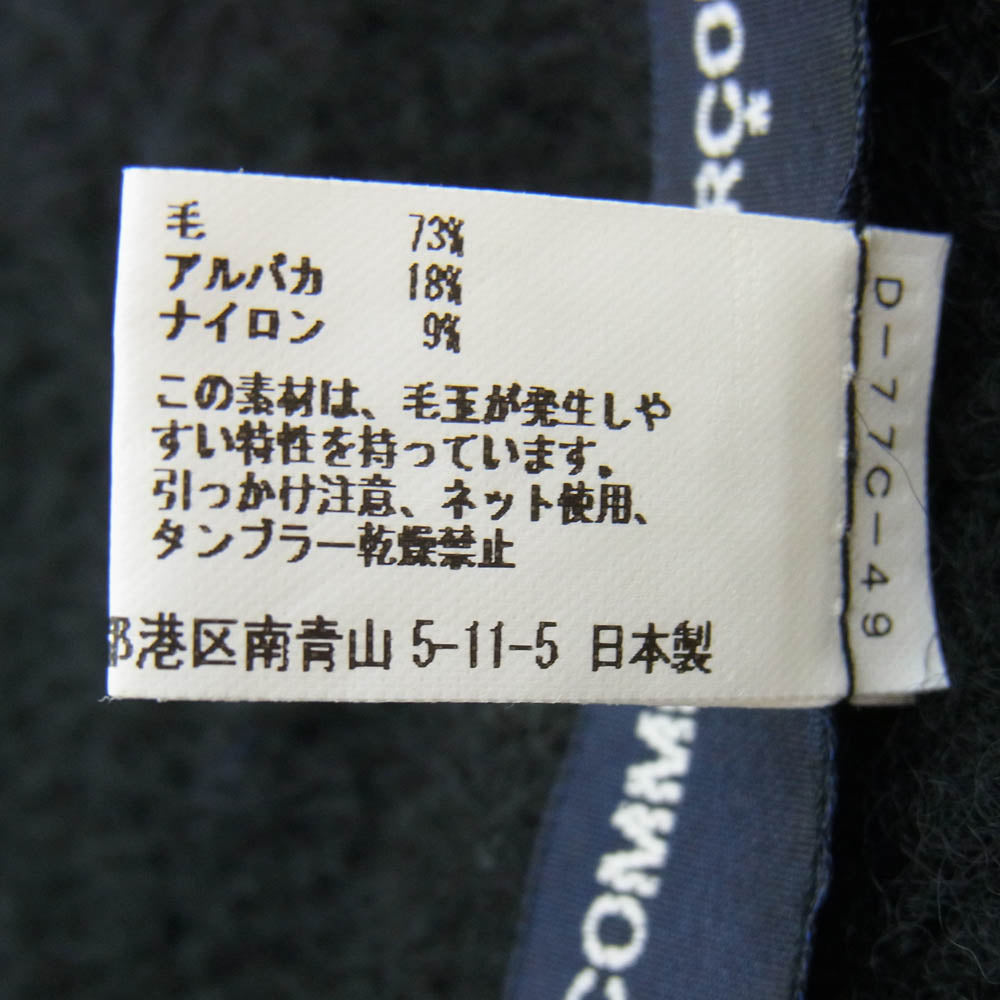 毛 73%
アルパカ 18%
ナイロン 9%
この素材は、毛玉が発生しや
すい特性を持っています。
引っかけ注意、ネット使用、
タンブラー乾燥禁止
都港区南青山 5-11-5 日本製
D-77C-49
RÇO
COMM